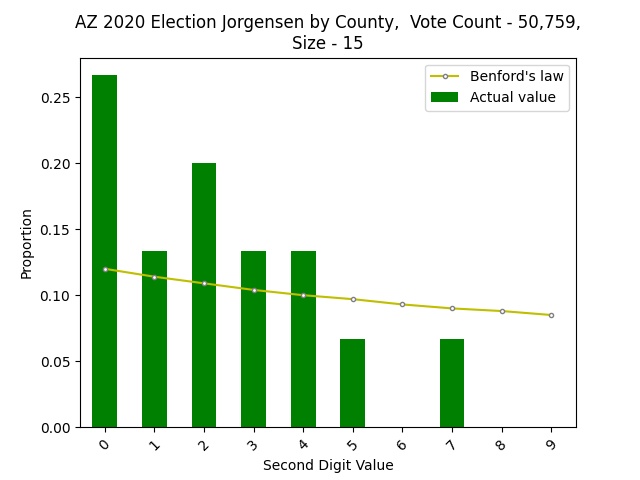 AZ 2020 Election Jorgensen by County,  Vote Count - 50,759,
Size - 15
Benford's law
Actual value
0.25
0.20
0.15
0.10
0.05
0.00
Proportion
0 1 2 3 4 5 6 7 8 9
Second Digit Value